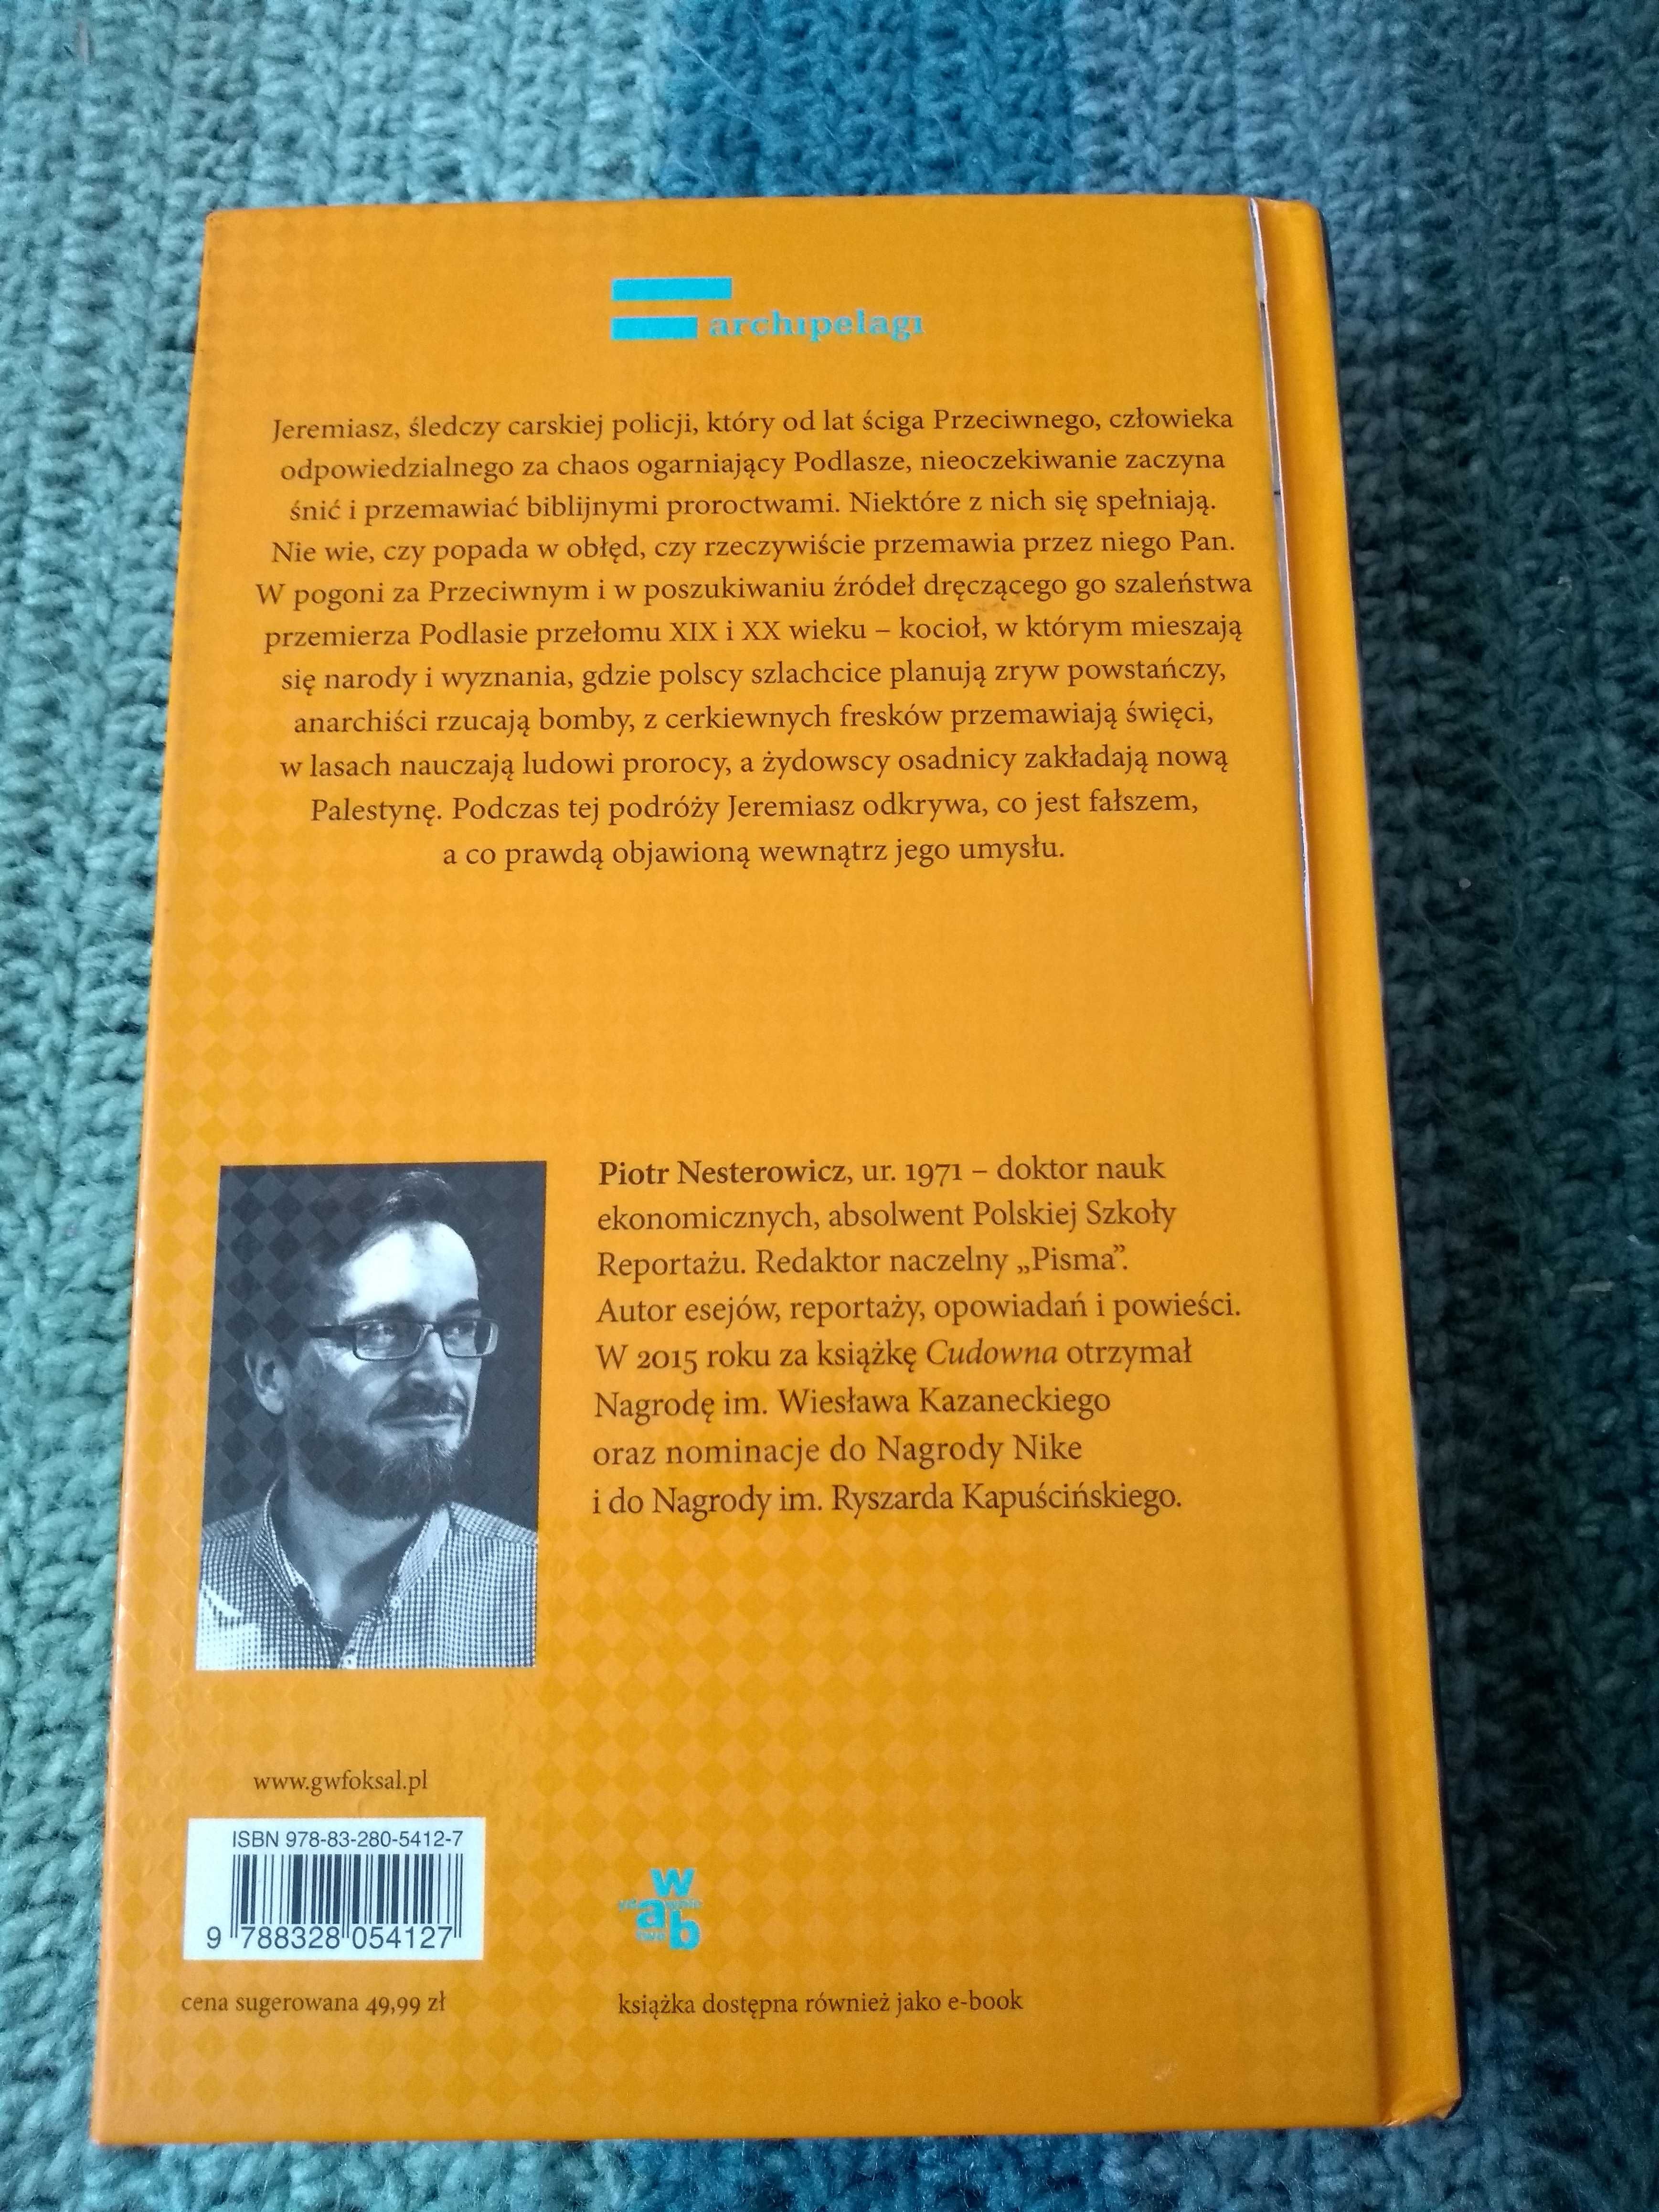 archipelagi
Jeremiasz, śledczy carskiej policji, który od lat ściga Przeciwnego, człowieka
odpowiedzialnego za chaos ogarniający Podlasze, nieoczekiwanie zaczyna
śnić i przemawiać biblijnymi proroctwami. Niektóre z nich się spełniają.
Nie wie, czy popada w obłęd, czy rzeczywiście przemawia przez niego Pan.
W pogoni za Przeciwnym i w poszukiwaniu źródeł dręczącego go szaleństwa
przemierza Podlasie przełomu XIX i XX wieku – kocioł, w którym mieszają
się narody i wyznania, gdzie polscy szlachcice planują zryw powstańczy,
anarchiści rzucają bomby, z cerkiewnych fresków przemawiają święci,
w lasach nauczają ludowi prorocy, a żydowscy osadnicy zakładają nową
Palestynę. Podczas tej podróży Jeremiasz odkrywa, co jest fałszem,
a co prawdą objawioną wewnątrz jego umysłu.
Piotr Nesterowicz, ur. 1971 – doktor nauk
ekonomicznych, absolwent Polskiej Szkoły
Reportażu. Redaktor naczelny „Pisma”.
Autor esejów, reportaży, opowiadań i powieści.
W 2015 roku za książkę Cudowna otrzymał
Nagrodę im. Wiesława Kazaneckiego
oraz nominacje do Nagrody Nike
i do Nagrody im. Ryszarda Kapuścińskiego.
www.gwfoksal.pl
ISBN 978-83-280-5412-7
9 788328 054127
w
a
b
cena sugerowana 49,99 zł
książka dostępna również jako e-book